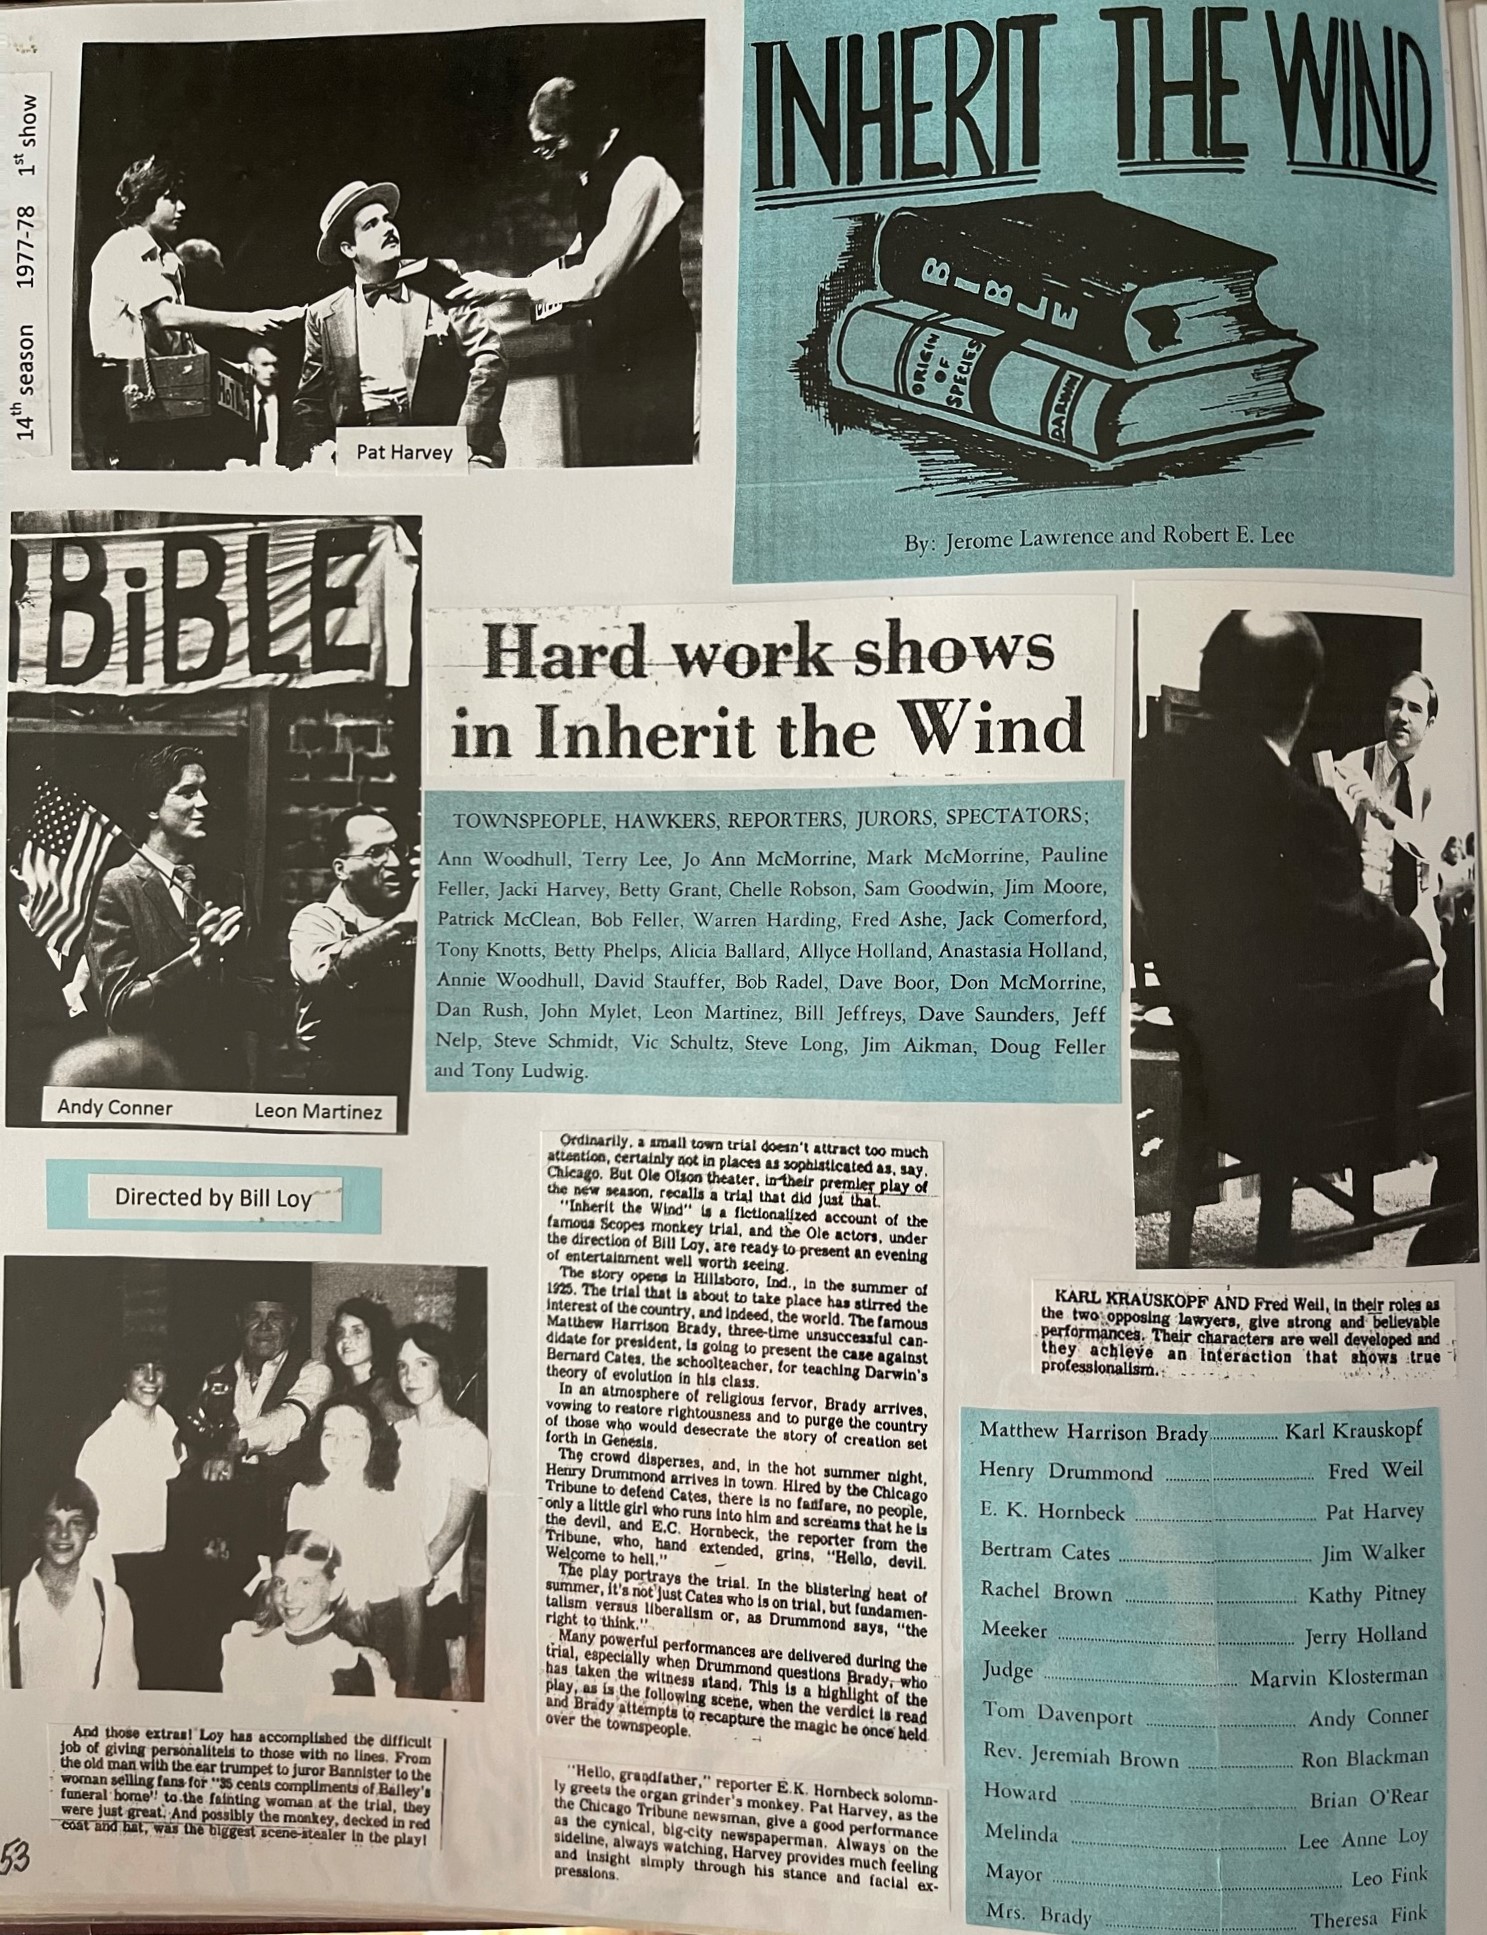 14th season 1977-78 1st show
HoT
Pat Harvey
INHERIT THE WIND
BIBLE
ORIGIN
OF
SPECIES
DARWIN
By: Jerome Lawrence and Robert E. Lee
BiBLE
Andy Conner Leon Martinez
Directed by Bill Loy
Hard work shows
in Inherit the Wind
TOWNSPEOPLE, HAWKERS, REPORTERS, JURORS, SPECTATORS;
Ann Woodhull, Terry Lee, Jo Ann McMorrine, Mark McMorrine, Pauline
Feller, Jacki Harvey, Betty Grant, Chelle Robson, Sam Goodwin, Jim Moore,
Patrick McClean, Bob Feller, Warren Harding, Fred Ashe, Jack Comerford,
Tony Knotts, Betty Phelps, Alicia Ballard, Allyce Holland, Anastasia Holland,
Annie Woodhull, David Stauffer, Bob Radel, Dave Boor, Don McMorrine,
Dan Rush, John Mylet, Leon Martinez, Bill Jeffreys, Dave Saunders, Jeff
Nelp, Steve Schmidt, Vic Schultz, Steve Long, Jim Aikman, Doug Feller
and Tony Ludwig.
Ordinarily, a small town trial doesn't attract too much
attention, certainly not in places as sophisticated as, say,
Chicago. But Ole Olson theater, in their premier play of
the new season, recalls a trial that did just that.
"Inherit the Wind" is a fictionalized account of the
famous Scopes monkey trial, and the Ole actors, under
the direction of Bill Loy, are ready to present an evening
of entertainment well worth seeing.
The story opens in Hillsboro, Ind., in the summer of
1925. The trial that is about to take place has stirred the
interest of the country, and indeed, the world. The famous
Matthew Harrison Brady, three-time unsuccessful can-
didate for president, is going to present the case against
Bernard Cates, the schoolteacher, for teaching Darwin's
theory of evolution in his class.
In an atmosphere of religious fervor, Brady arrives,
vowing to restore rightousness and to purge the country
of those who would desecrate the story of creation set
forth in Genesis.
The crowd disperses, and, in the hot summer night,
Henry Drummond arrives in town. Hired by the Chicago
Tribune to defend Cates, there is no fanfare, no people,
only a little girl who runs into him and screams that he is
the devil, and E.C. Hornbeck, the reporter from the
Tribune, who, hand extended, grins, "Hello, devil.
Welcome to hell."
The play portrays the trial. In the blistering heat of
summer, it's not just Cates who is on trial, but fundamen-
talism versus liberalism or, as Drummond says, "the
right to think."
Many powerful performances are delivered during the
trial, especially when Drummond questions Brady, who
has taken the witness stand. This is a highlight of the
play, as is the following scene, when the verdict is read
and Brady attempts to recapture the magic he once held
over the townspeople.
"Hello, grandfather," reporter E.K. Hornbeck solomn-
ly greets the organ grinder's monkey. Pat Harvey, as the
the Chicago Tribune newsman, give a good performance
as the cynical, big-city newspaperman. Always on the
sideline, always watching, Harvey provides much feeling
and insight simply through his stance and facial ex-
pressions.
And those extras! Loy has accomplished the difficult
job of giving personaliteis to those with no lines. From
the old man with the ear trumpet to juror Bannister to the
woman selling fans for "35 cents compliments of Bailey's
funeral home" to the fainting woman at the trial, they
were just great. And possibly the monkey, decked in red
coat and hat, was the biggest scene-stealer in the play!
53
KARL KRAUSKOPF AND Fred Weil, in their roles as
the two opposing lawyers, give strong and believable
performances. Their characters are well developed and
they achieve an interaction that shows true
professionalism.
Matthew Harrison Brady .............. Karl Krauskopf
Henry Drummond .............. Fred Weil
E. K. Hornbeck .............. Pat Harvey
Bertram Cates .............. Jim Walker
Rachel Brown .............. Kathy Pitney
Meeker .............. Jerry Holland
Judge .............. Marvin Klosterman
Tom Davenport .............. Andy Conner
Rev. Jeremiah Brown .............. Ron Blackman
Howard .............. Brian O'Rear
Melinda .............. Lee Anne Loy
Mayor .............. Leo Fink
Mrs. Brady .............. Theresa Fink